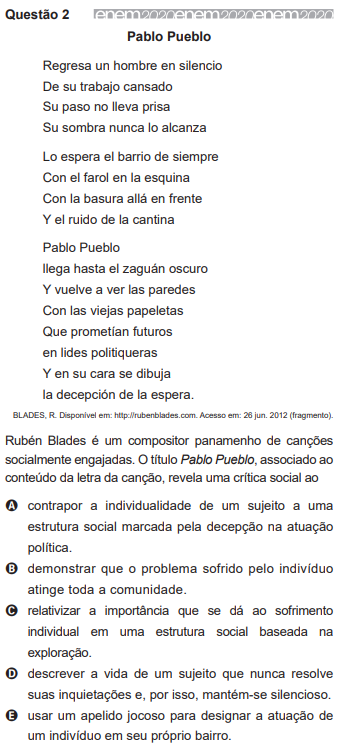 Questão 2 enem2020enem2020enem2020
Pablo Pueblo
Regresa un hombre en silencio
De su trabajo cansado
Su paso no lleva prisa
Su sombra nunca lo alcanza
Lo espera el barrio de siempre
Con el farol en la esquina
Con la basura allá en frente
Y el ruido de la cantina
Pablo Pueblo
llega hasta el zaguán oscuro
Y vuelve a ver las paredes
Con las viejas papeletas
Que prometían futuros
en lides politiqueras
Y en su cara se dibuja
la decepción de la espera.
BLADES, R. Disponível em: http://rubenblades.com. Acesso em: 26 jun. 2012 (fragmento).
Rubén Blades é um compositor panamenho de canções
socialmente engajadas. O título Pablo Pueblo, associado ao
conteúdo da letra da canção, revela uma crítica social ao
A contrapor a individualidade de um sujeito a uma
estrutura social marcada pela decepção na atuação
política.
B demonstrar que o problema sofrido pelo indivíduo
atinge toda a comunidade.
C relativizar a importância que se dá ao sofrimento
individual em uma estrutura social baseada na
exploração.
D descrever a vida de um sujeito que nunca resolve
suas inquietações e, por isso, mantém-se silencioso.
E usar um apelido jocoso para designar a atuação de
um indivíduo em seu próprio bairro.